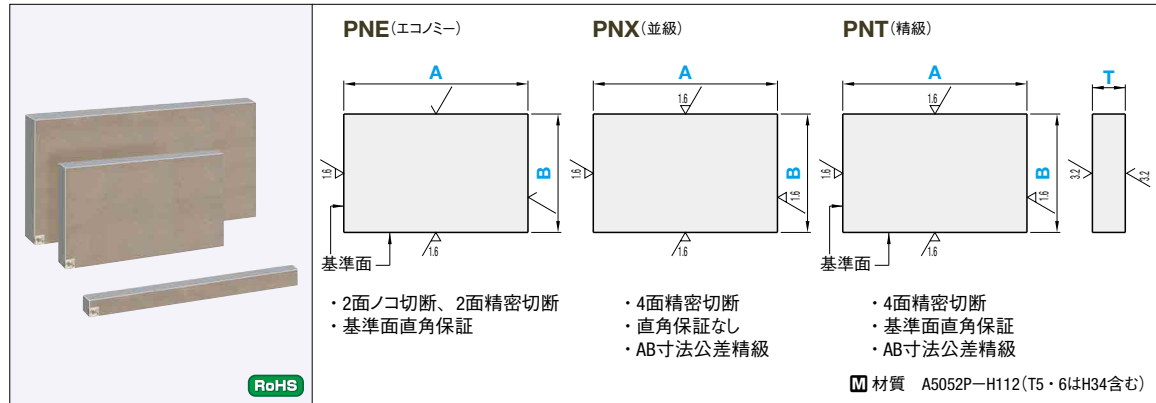 PNE(エコノミー)
A
1.6
B
1.6
基準面
・2面ノコ切断、2面精密切断
・基準面直角保証
PNX(並級)
A
1.6
1.6
B
1.6
1.6
・4面精密切断
・直角保証なし
・AB寸法公差精級
PNT(精級)
A
1.6
1.6
B
1.6
1.6
基準面
T
3.2
3.2
・4面精密切断
・基準面直角保証
・AB寸法公差精級
M 材質 A5052P−H112(T5・6はH34含む)
RoHS